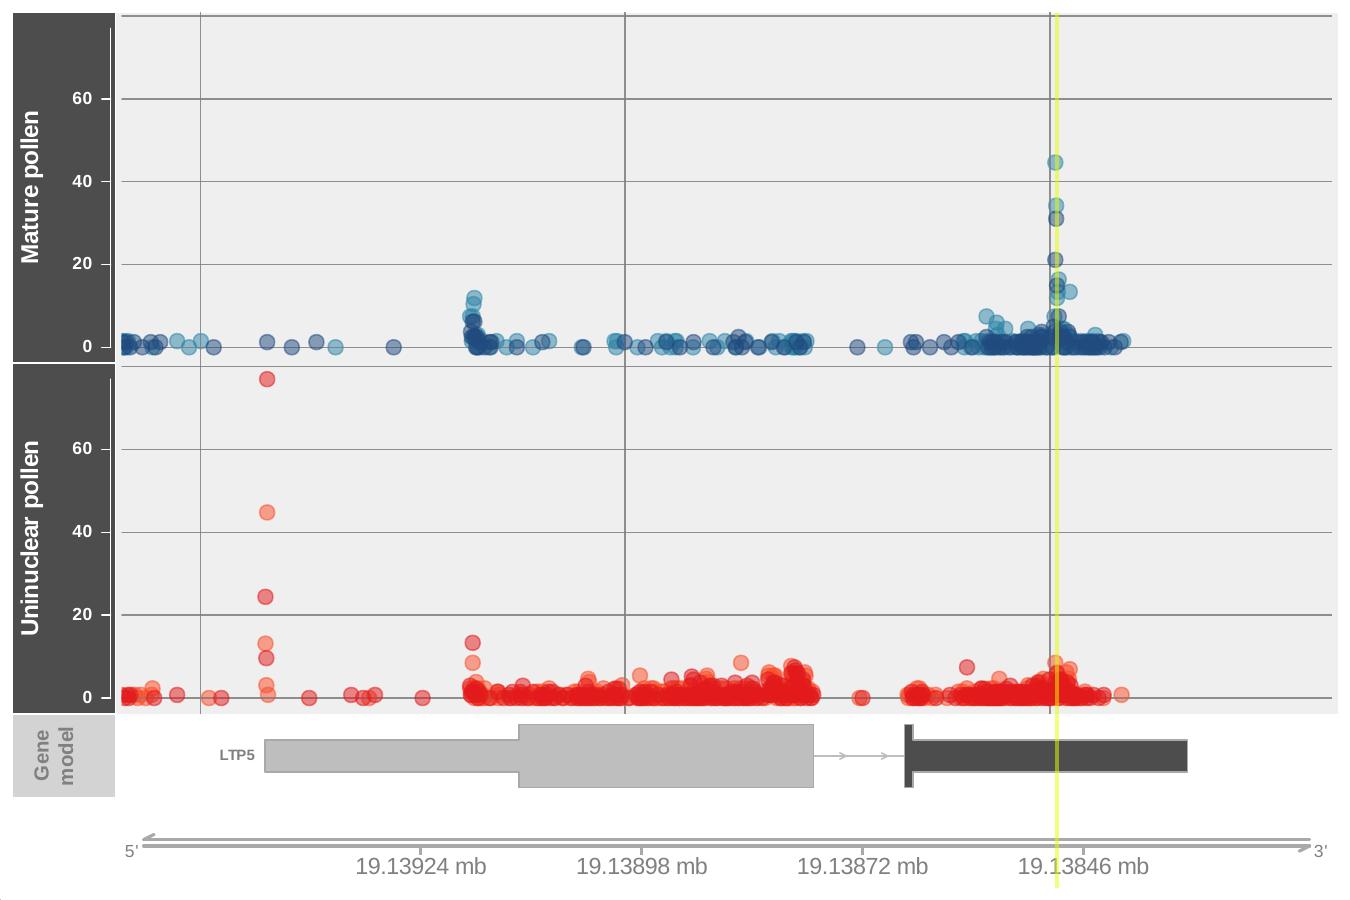 Mature pollen
60
40
20
0
Uninuclear pollen
60
40
20
0
Gene
model
LTP5
5'
3'
19.13924 mb
19.13898 mb
19.13872 mb
19.13846 mb